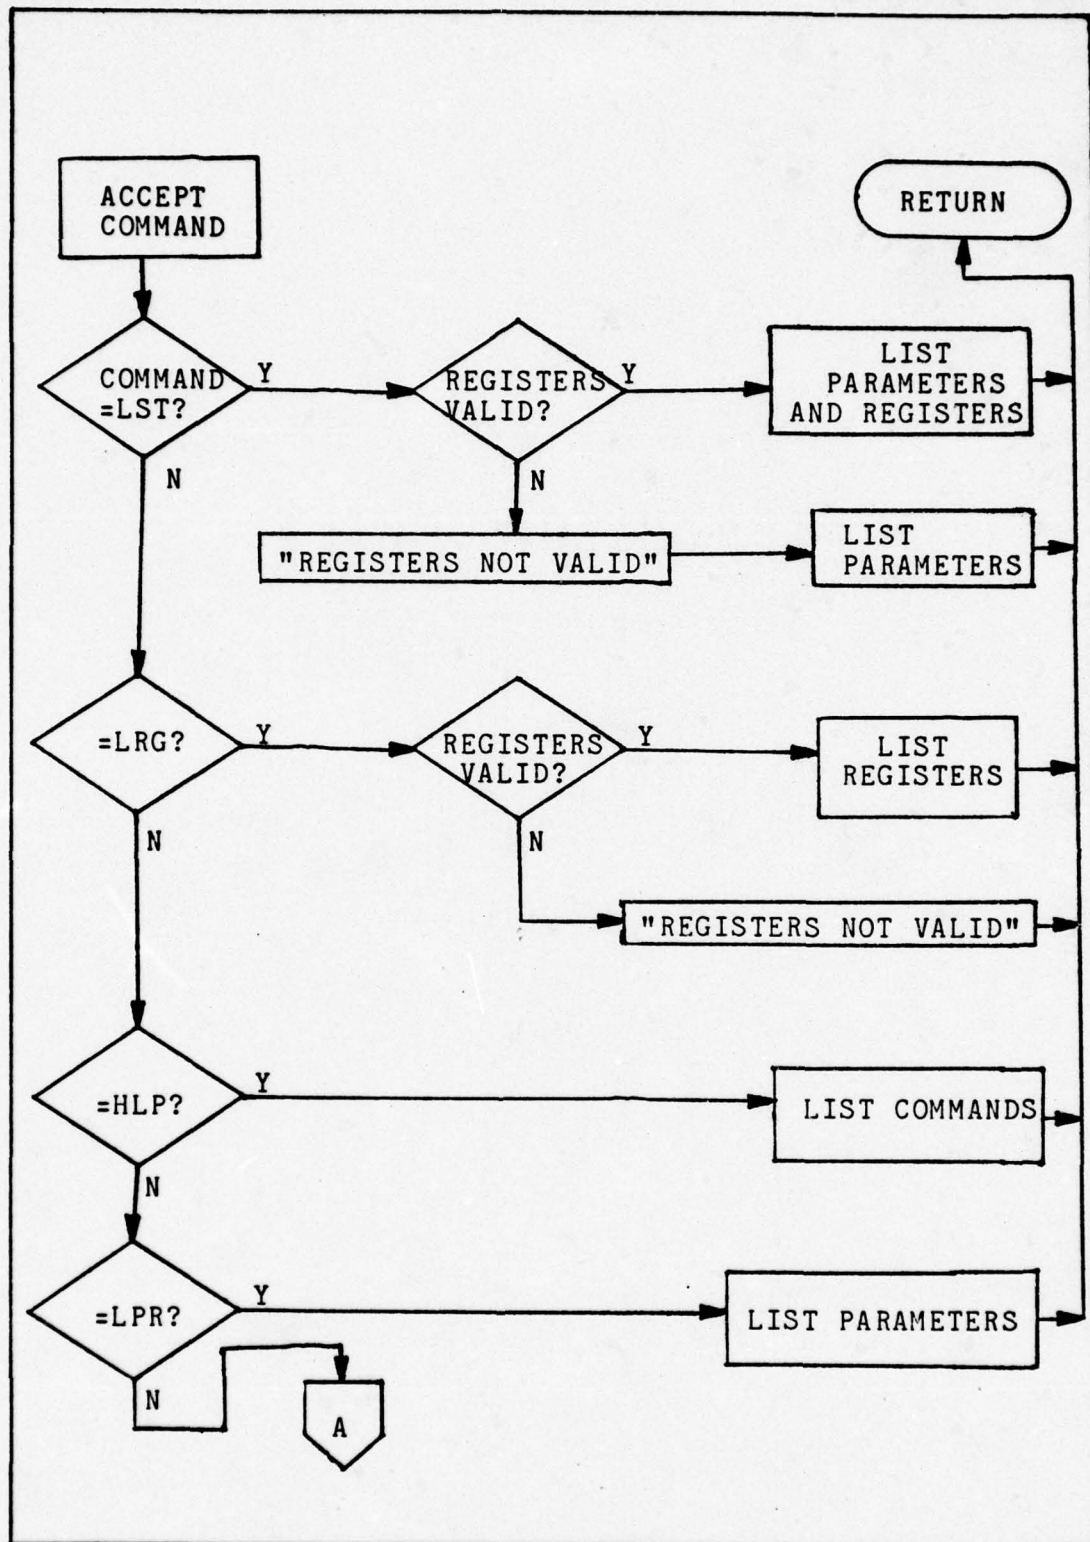 ACCEPT
COMMAND
RETURN
COMMAND
=LST?
Y
REGISTERS
VALID?
Y
LIST
PARAMETERS
AND REGISTERS
N
N
"REGISTERS NOT VALID"
LIST
PARAMETERS
=LRG?
Y
REGISTERS
VALID?
Y
LIST
REGISTERS
N
N
"REGISTERS NOT VALID"
=HLP?
Y
LIST COMMANDS
N
=LPR?
Y
LIST PARAMETERS
N
A